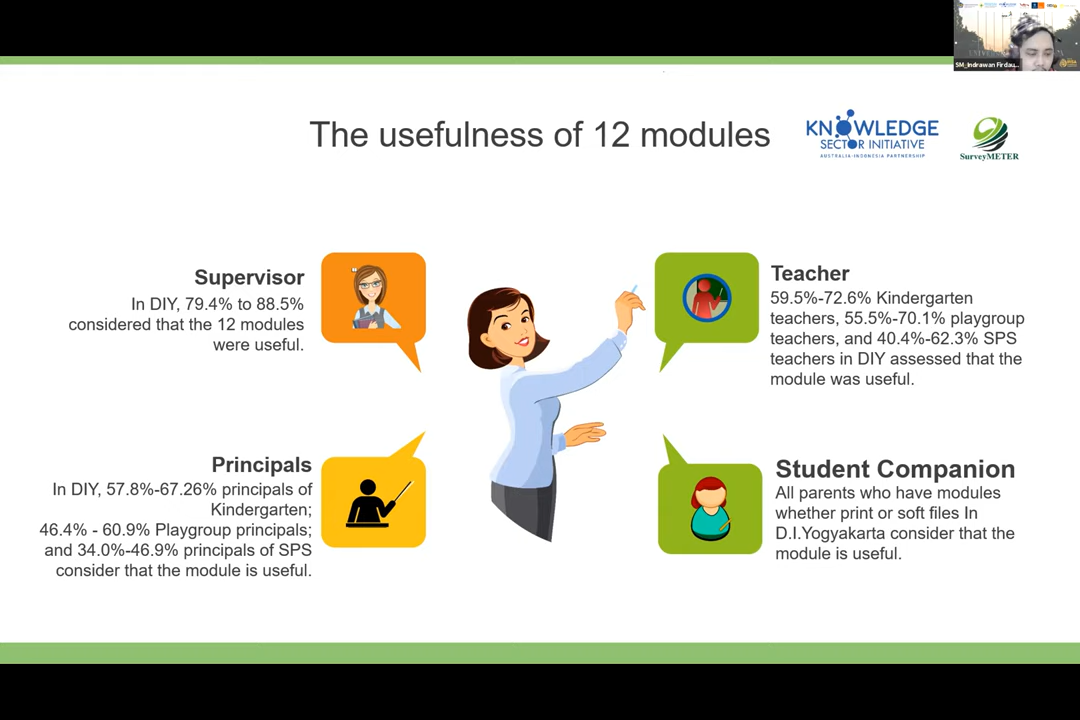 SM_Indrawan Firdau...
The usefulness of 12 modules
KNOWLEDGE
SECTOR INITIATIVE
AUSTRALIA-INDONESIA PARTNERSHIP
SurveyMETER
Supervisor
In DIY, 79.4% to 88.5%
considered that the 12 modules
were useful.
Teacher
59.5%-72.6% Kindergarten
teachers, 55.5%-70.1% playgroup
teachers, and 40.4%-62.3% SPS
teachers in DIY assessed that the
module was useful.
Principals
In DIY, 57.8%-67.26% principals of
Kindergarten;
46.4% - 60.9% Playgroup principals;
and 34.0%-46.9% principals of SPS
consider that the module is useful.
Student Companion
All parents who have modules
whether print or soft files In
D.I.Yogyakarta consider that the
module is useful.